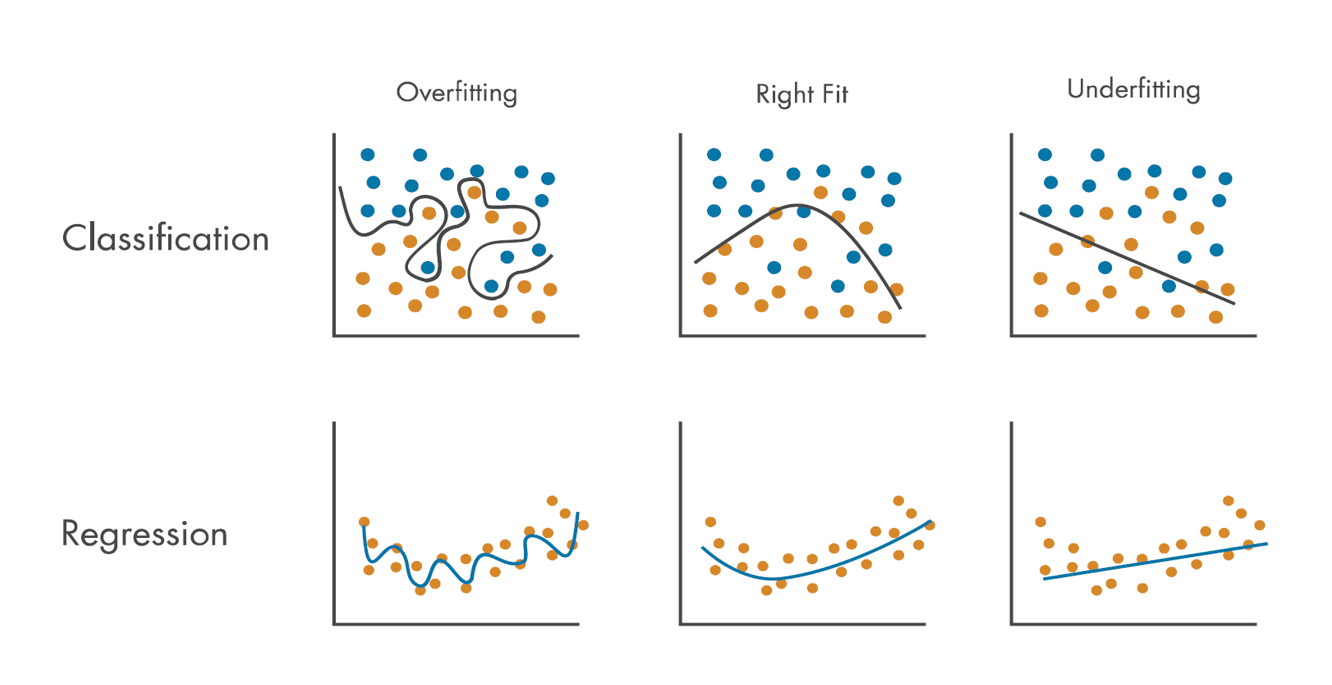 Overfitting
Right Fit
Underfitting
Classification
Regression